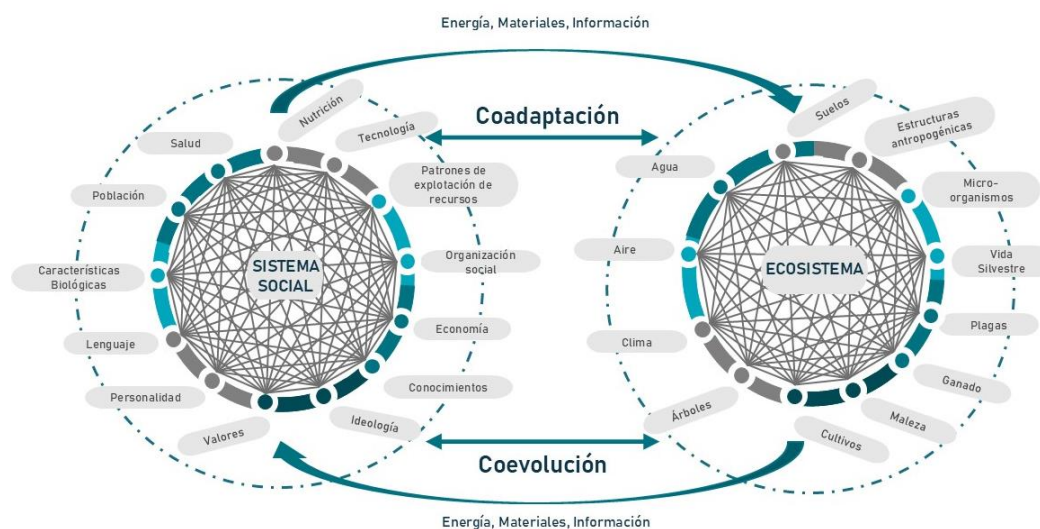 Energía, Materiales, Información
Coadaptación
Nutrición
Tecnología
Salud
Patrones de
explotación de
recursos
Población
Organización
social
Característicads
Biológicas
SISTEMA
SOCIAL
Economía
Lenguaje
Conocimientos
Personalidad
Ideología
Valores
Suelos
Estructuras
antropogénicas
Agua
Micro-
organismos
Aire
ECOSISTEMA
Vida
Silvestre
Plagas
Clima
Ganado
Árboles
Maleza
Cultivos
Coevolución
Energía, Materiales, Información